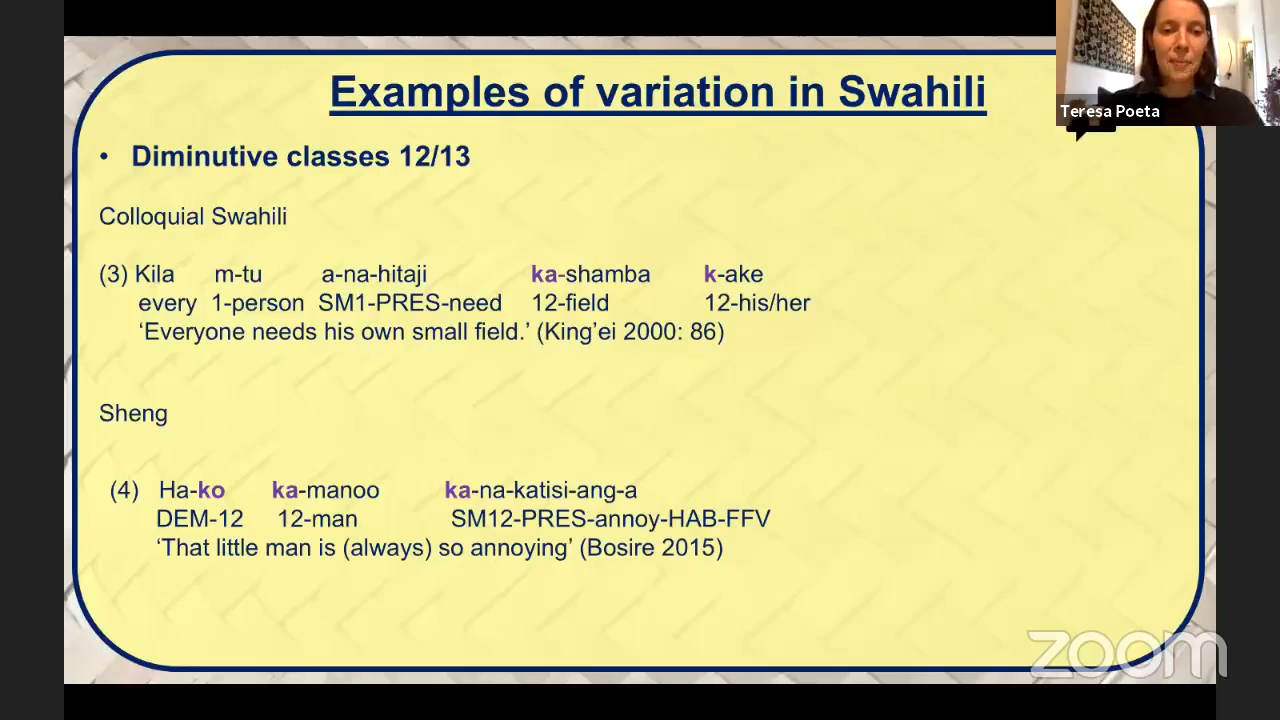 Examples of variation in Swahili
Teresa Poeta
• Diminutive classes 12/13
Colloquial Swahili
(3) Kila m-tu a-na-hitaji ka-shamba k-ake
every 1-person SM1-PRES-need 12-field 12-his/her
‘Everyone needs his own small field.’ (King’ei 2000: 86)
Sheng
(4) Ha-ko ka-manoo ka-na-katisi-ang-a
DEM-12 12-man SM12-PRES-annoy-HAB-FFV
‘That little man is (always) so annoying’ (Bosire 2015)
zoom